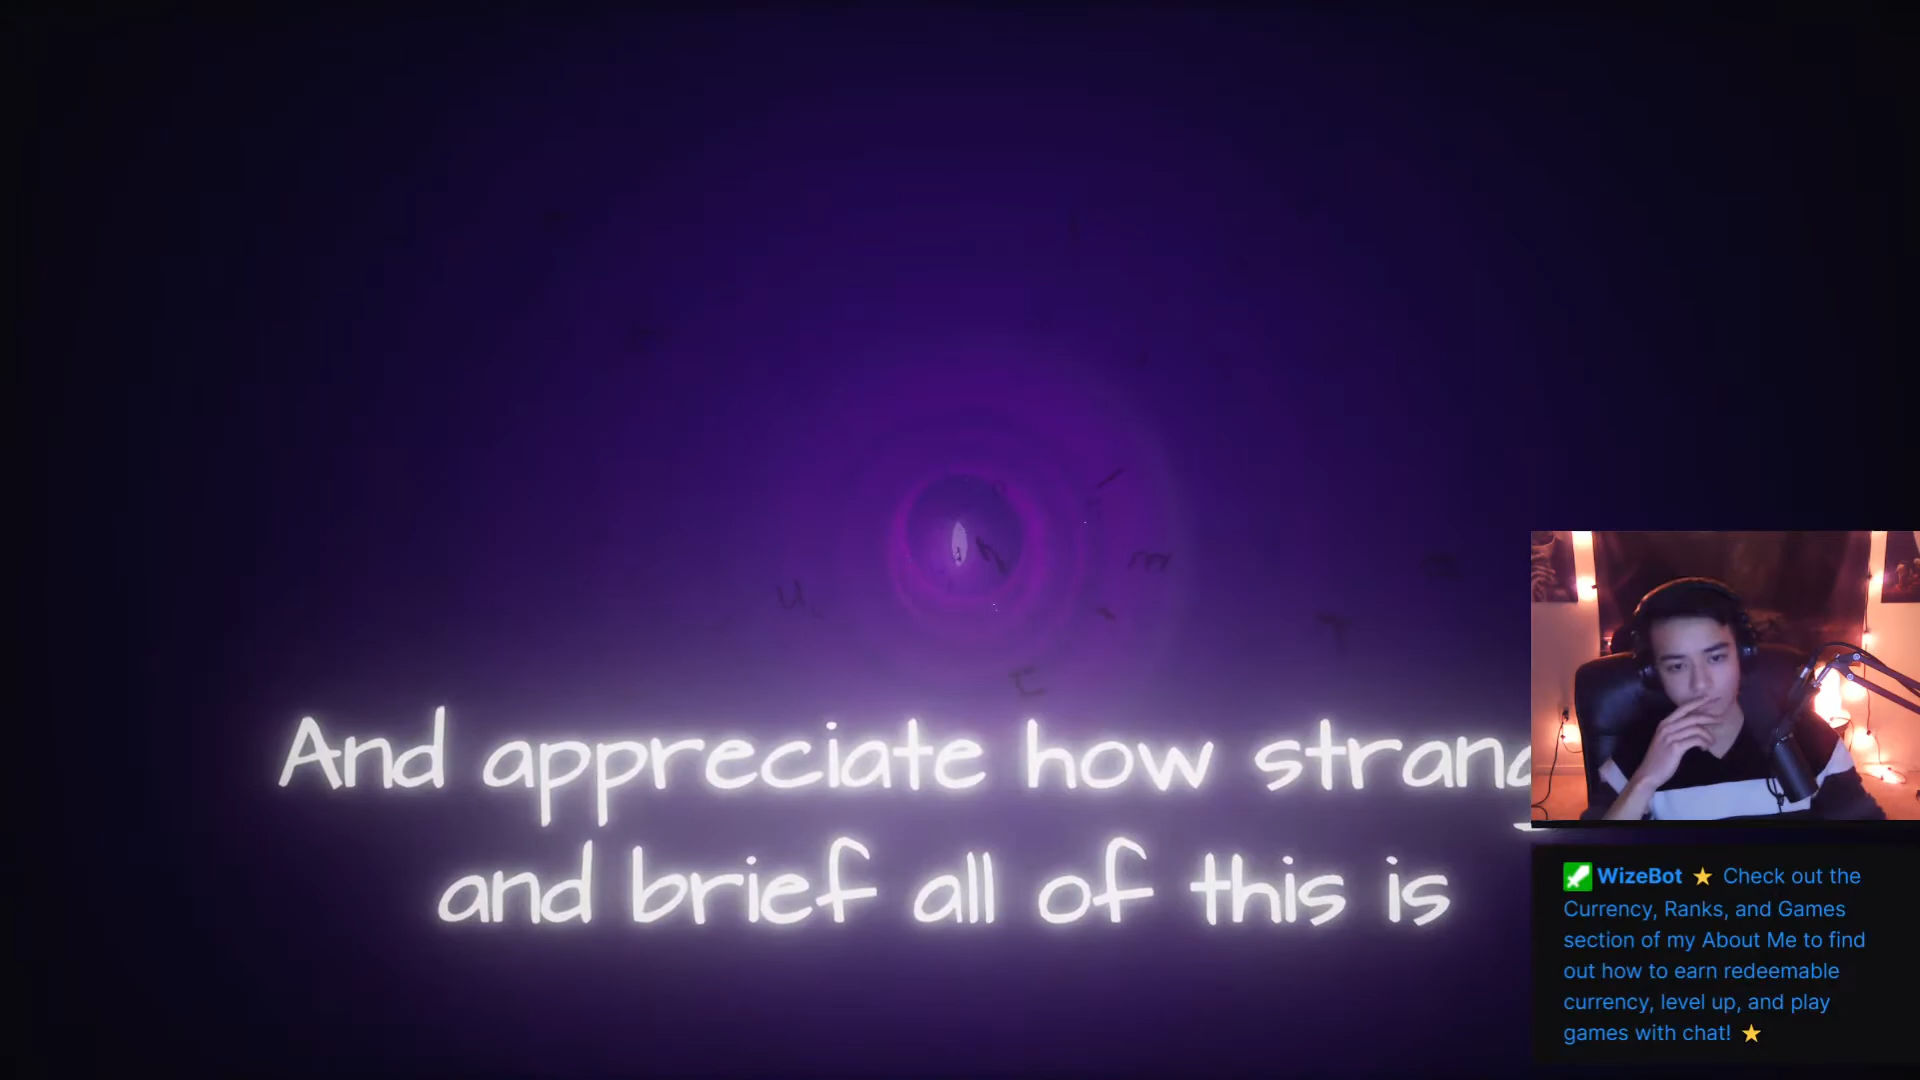 And appreciate how strang
and brief all of this is
WizeBot ⭐ Check out the
Currency, Ranks, and Games
section of my About Me to find
out how to earn redeemable
currency, level up, and play
games with chat! ⭐